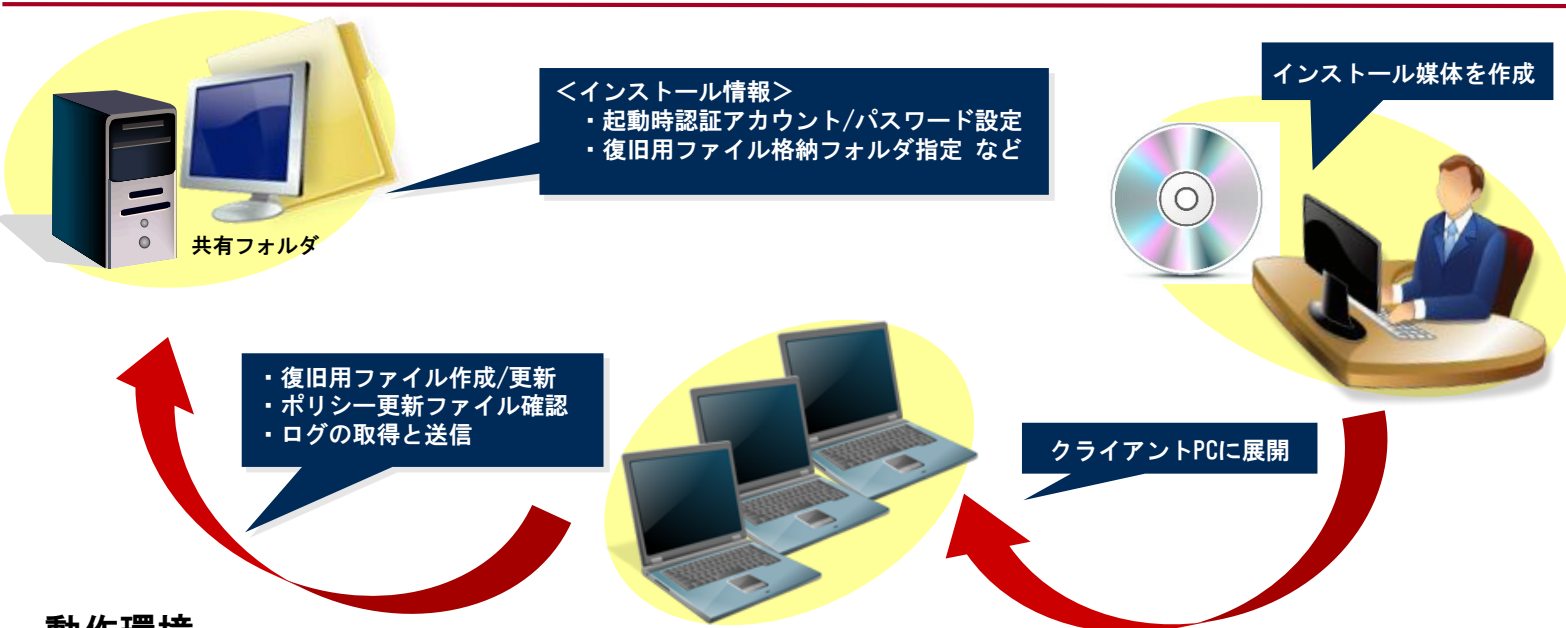 <インストール情報>
・起動時認証アカウント/パスワード設定
・復旧用ファイル格納フォルダ指定 など
インストール媒体を作成
共有フォルダ
・復旧用ファイル作成/更新
・ポリシー更新ファイル確認
・ログの取得と送信
クライアントPCに展開
動作環境